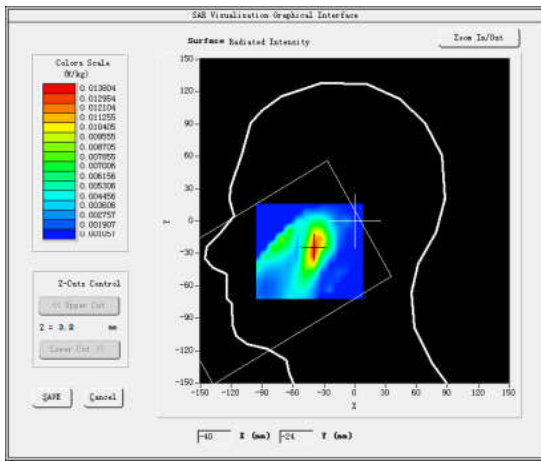 SAR Visualization Graphical Interface
Surface Radiated Intensity
Zoom In/Out
Colors Scale
(W/kg)
0.013804
0.012954
0.012104
0.011255
0.010405
0.009555
0.008705
0.007855
0.007006
0.006156
0.005306
0.004456
0.003606
0.002757
0.001907
0.001057
Z-Cuts Control
<< Upper Cut
Z = 3.2 mm
Lower Cut >>
SAVE
Cancel
150
120
90
60
30
0
-30
-60
-90
-120
-150
Y
-150 -120 -90 -60 -30 0 30 60 90 120 150
X
-40 X (mm) -24 Y (mm)